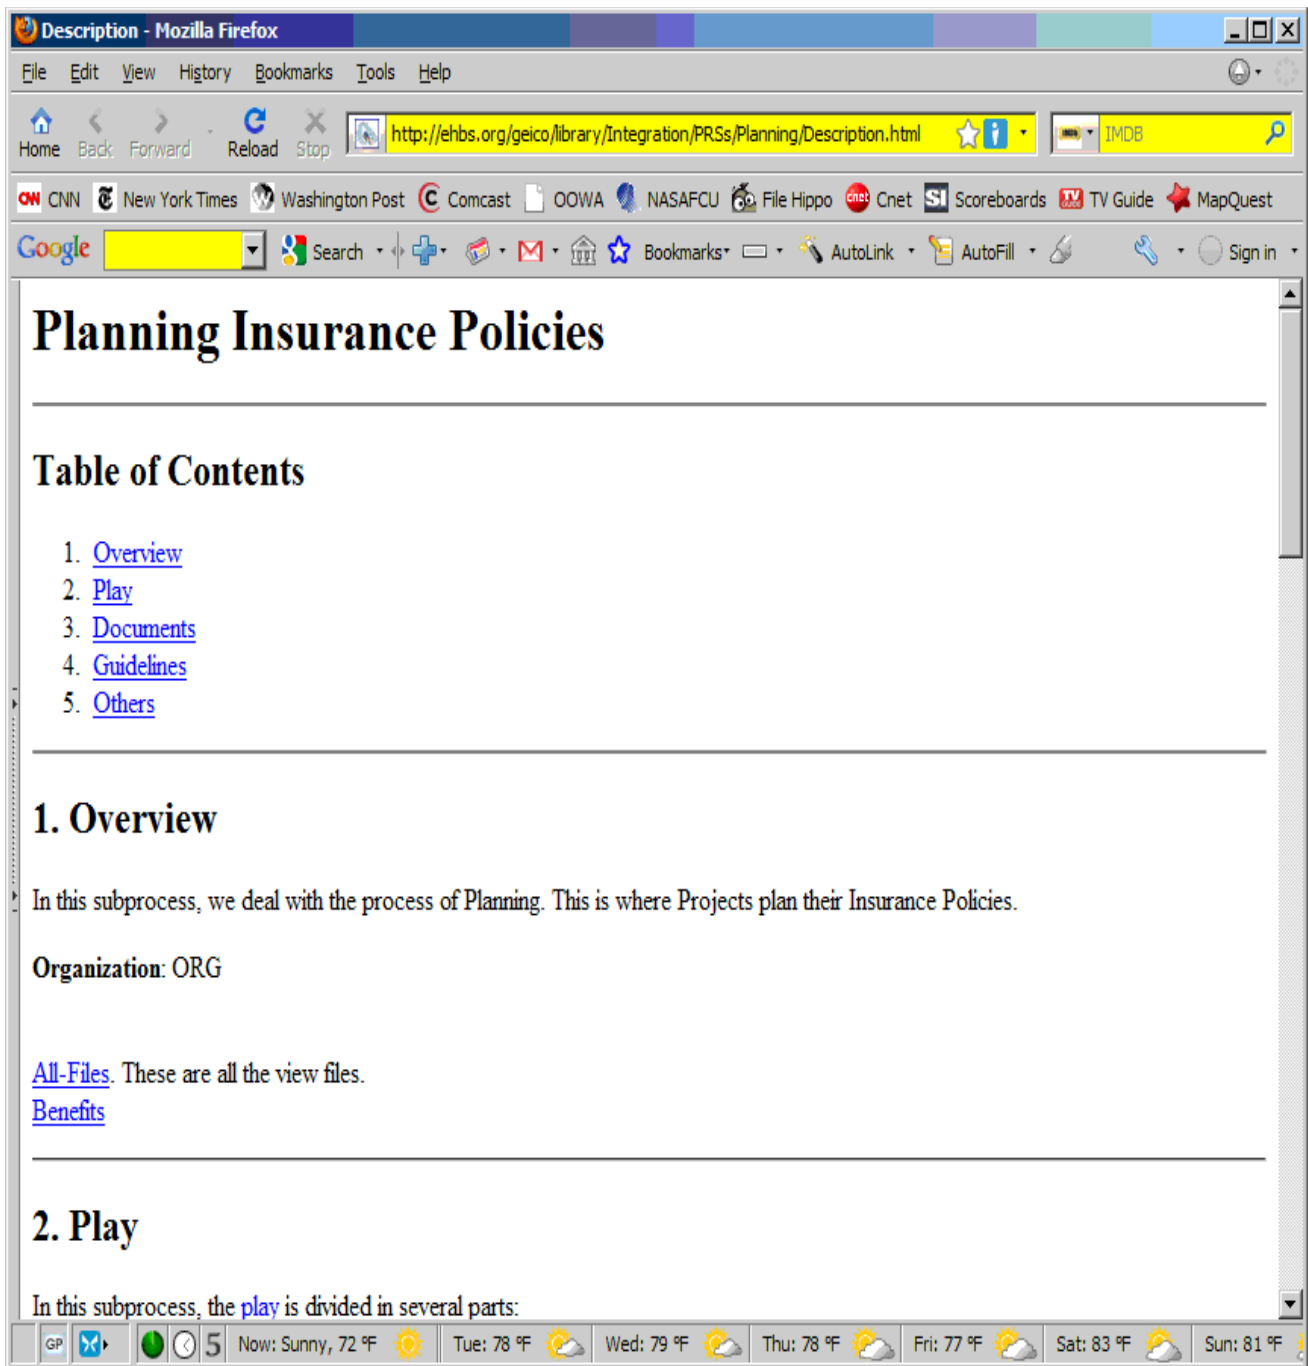 Description - Mozilla Firefox
File Edit View History Bookmarks Tools Help
Home Back Forward Reload Stop http://ehbs.org/geico/library/Integration/PRSs/Planning/Description.html IMDB
CNN CNN New York Times Washington Post Comcast OOWA NASAFCU File Hippo cnet Cnet SI Scoreboards TV GUIDE TV Guide MapQuest
Google Search Bookmarks AutoLink AutoFill Sign in
Planning Insurance Policies
Table of Contents
1. Overview
2. Play
3. Documents
4. Guidelines
5. Others
1. Overview
In this subprocess, we deal with the process of Planning. This is where Projects plan their Insurance Policies.
Organization: ORG
All-Files. These are all the view files.
Benefits
2. Play
In this subprocess, the play is divided in several parts:
GP 5 Now: Sunny, 72 °F Tue: 78 °F Wed: 79 °F Thu: 78 °F Fri: 77 °F Sat: 83 °F Sun: 81 °F